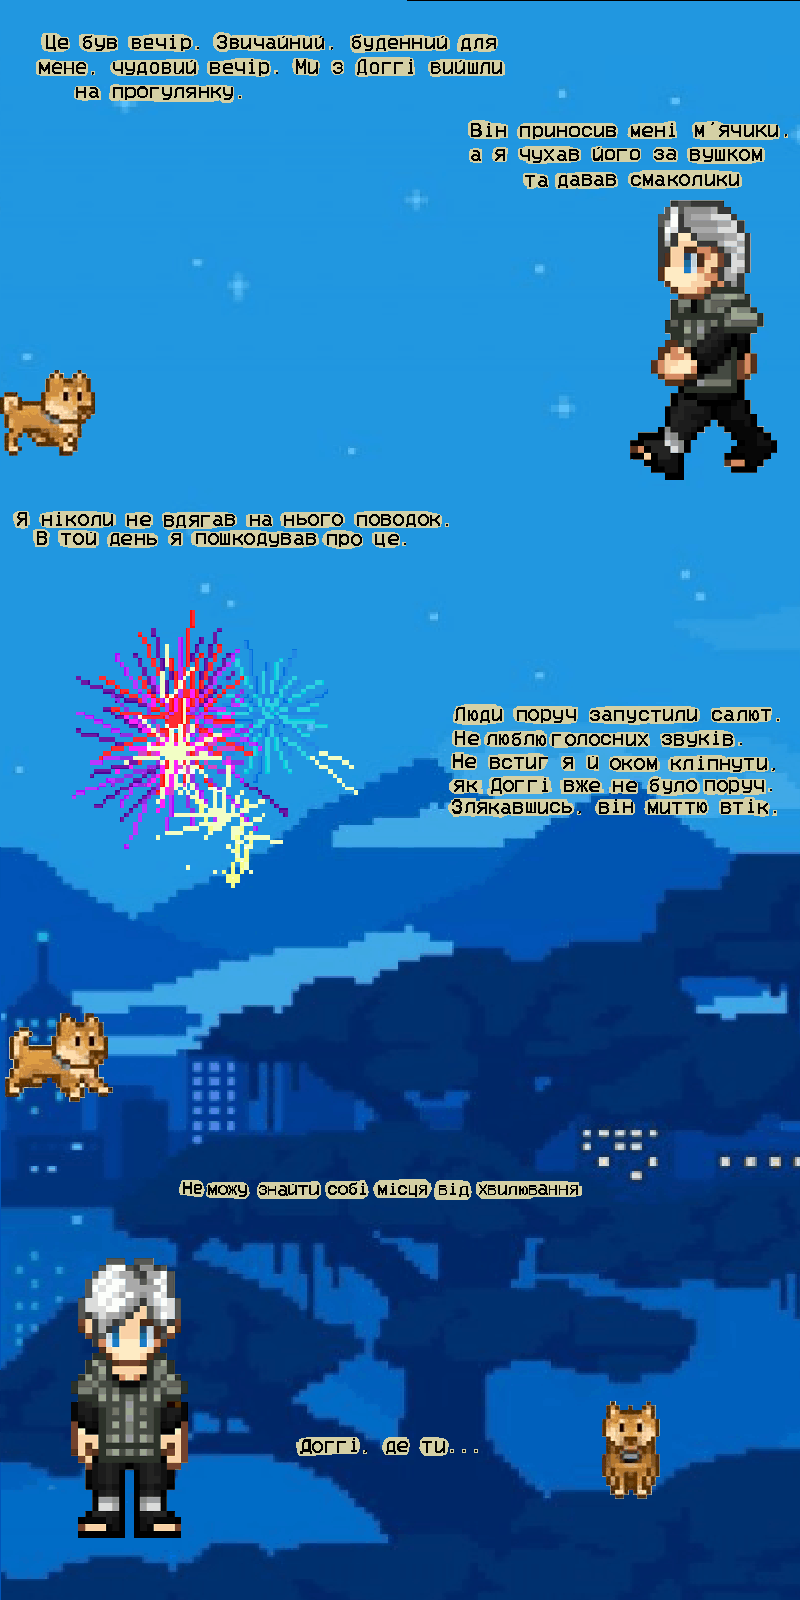 Це був вечір. Звичайний, буденний для
мене, чудовий вечір. Ми з Доггі вийшли
на прогулянку.
Він приносив мені м'ячики,
а я чухав його за вушком
та давав смаколики
Я ніколи не вдягав на нього поводок.
В той день я пошкодував про це.
Люди поруч запустили салют.
Не люблю голосних звуків.
Не встиг я й оком кліпнути,
як Доггі вже не було поруч.
Злякавшись, він миттю втік.
Не можу знайти собі місця від хвилювання
Доггі, де ти...